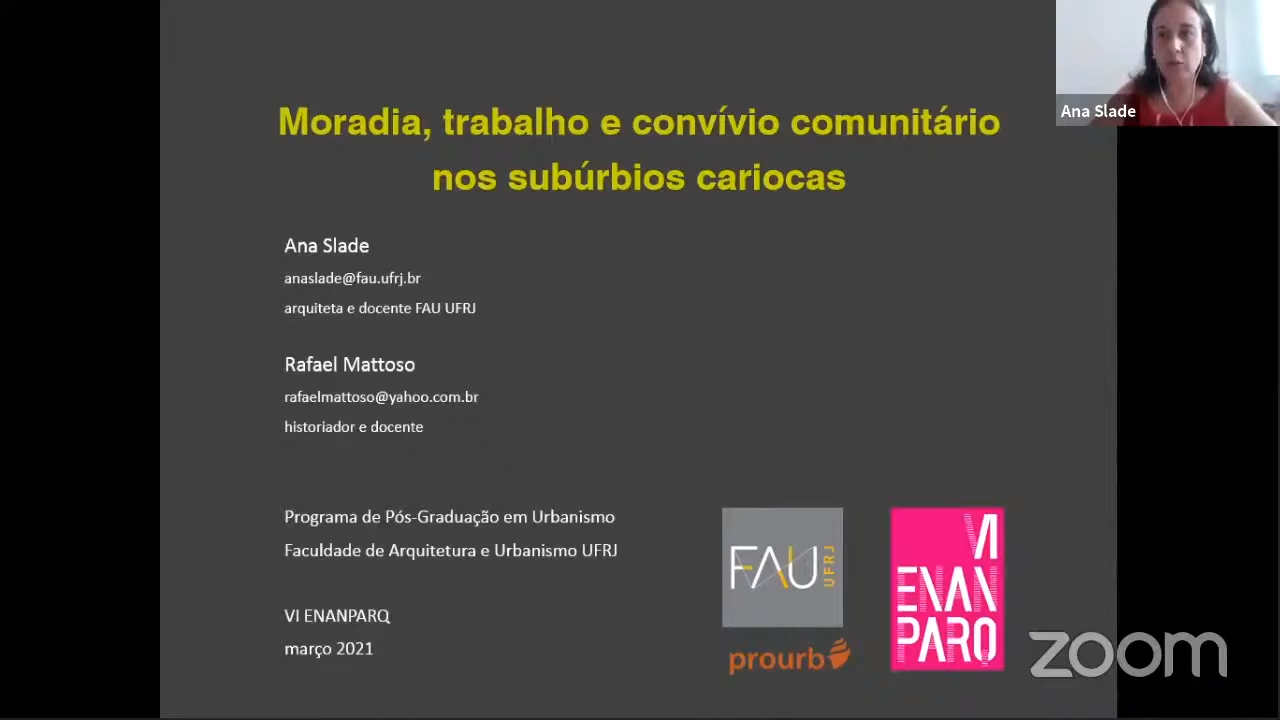 Moradia, trabalho e convívio comunitário
nos subúrbios cariocas
Ana Slade
Ana Slade
anaslade@fau.ufrj.br
arquiteta e docente FAU UFRJ
Rafael Mattoso
rafaelmattoso@yahoo.com.br
historiador e docente
Programa de Pós-Graduação em Urbanismo
Faculdade de Arquitetura e Urbanismo UFRJ
VI ENANPARQ
março 2021
FAU UFRJ
prourb
VI
ENAN
PARQ
zoom